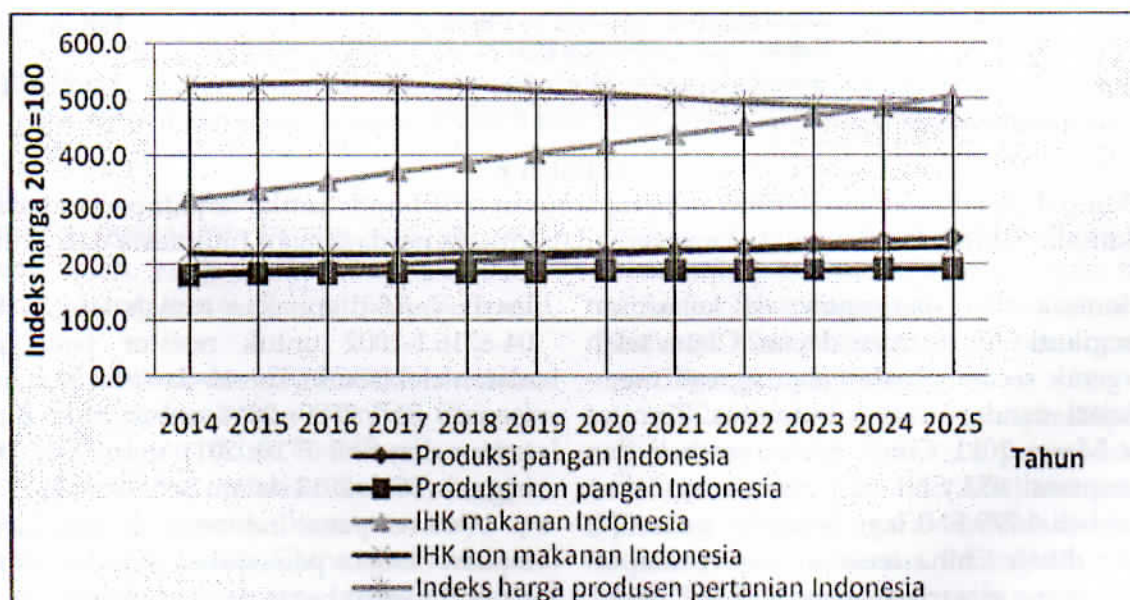 600.0
500.0
400.0
300.0
200.0
100.0
0.0
Indeks harga 2000=100
2014 2015 2016 2017 2018 2019 2020 2021 2022 2023 2024 2025
Tahun
Produksi pangan Indonesia
Produksi non pangan Indonesia
IHK makanan Indonesia
IHK non makanan Indonesia
Indeks harga produsen pertanian Indonesia